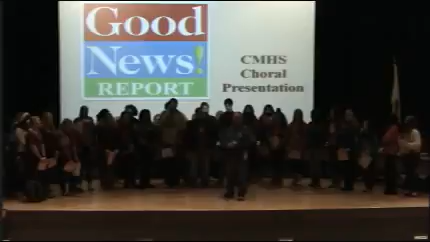 Good
News!
REPORT
CMHS
Choral
Presentation